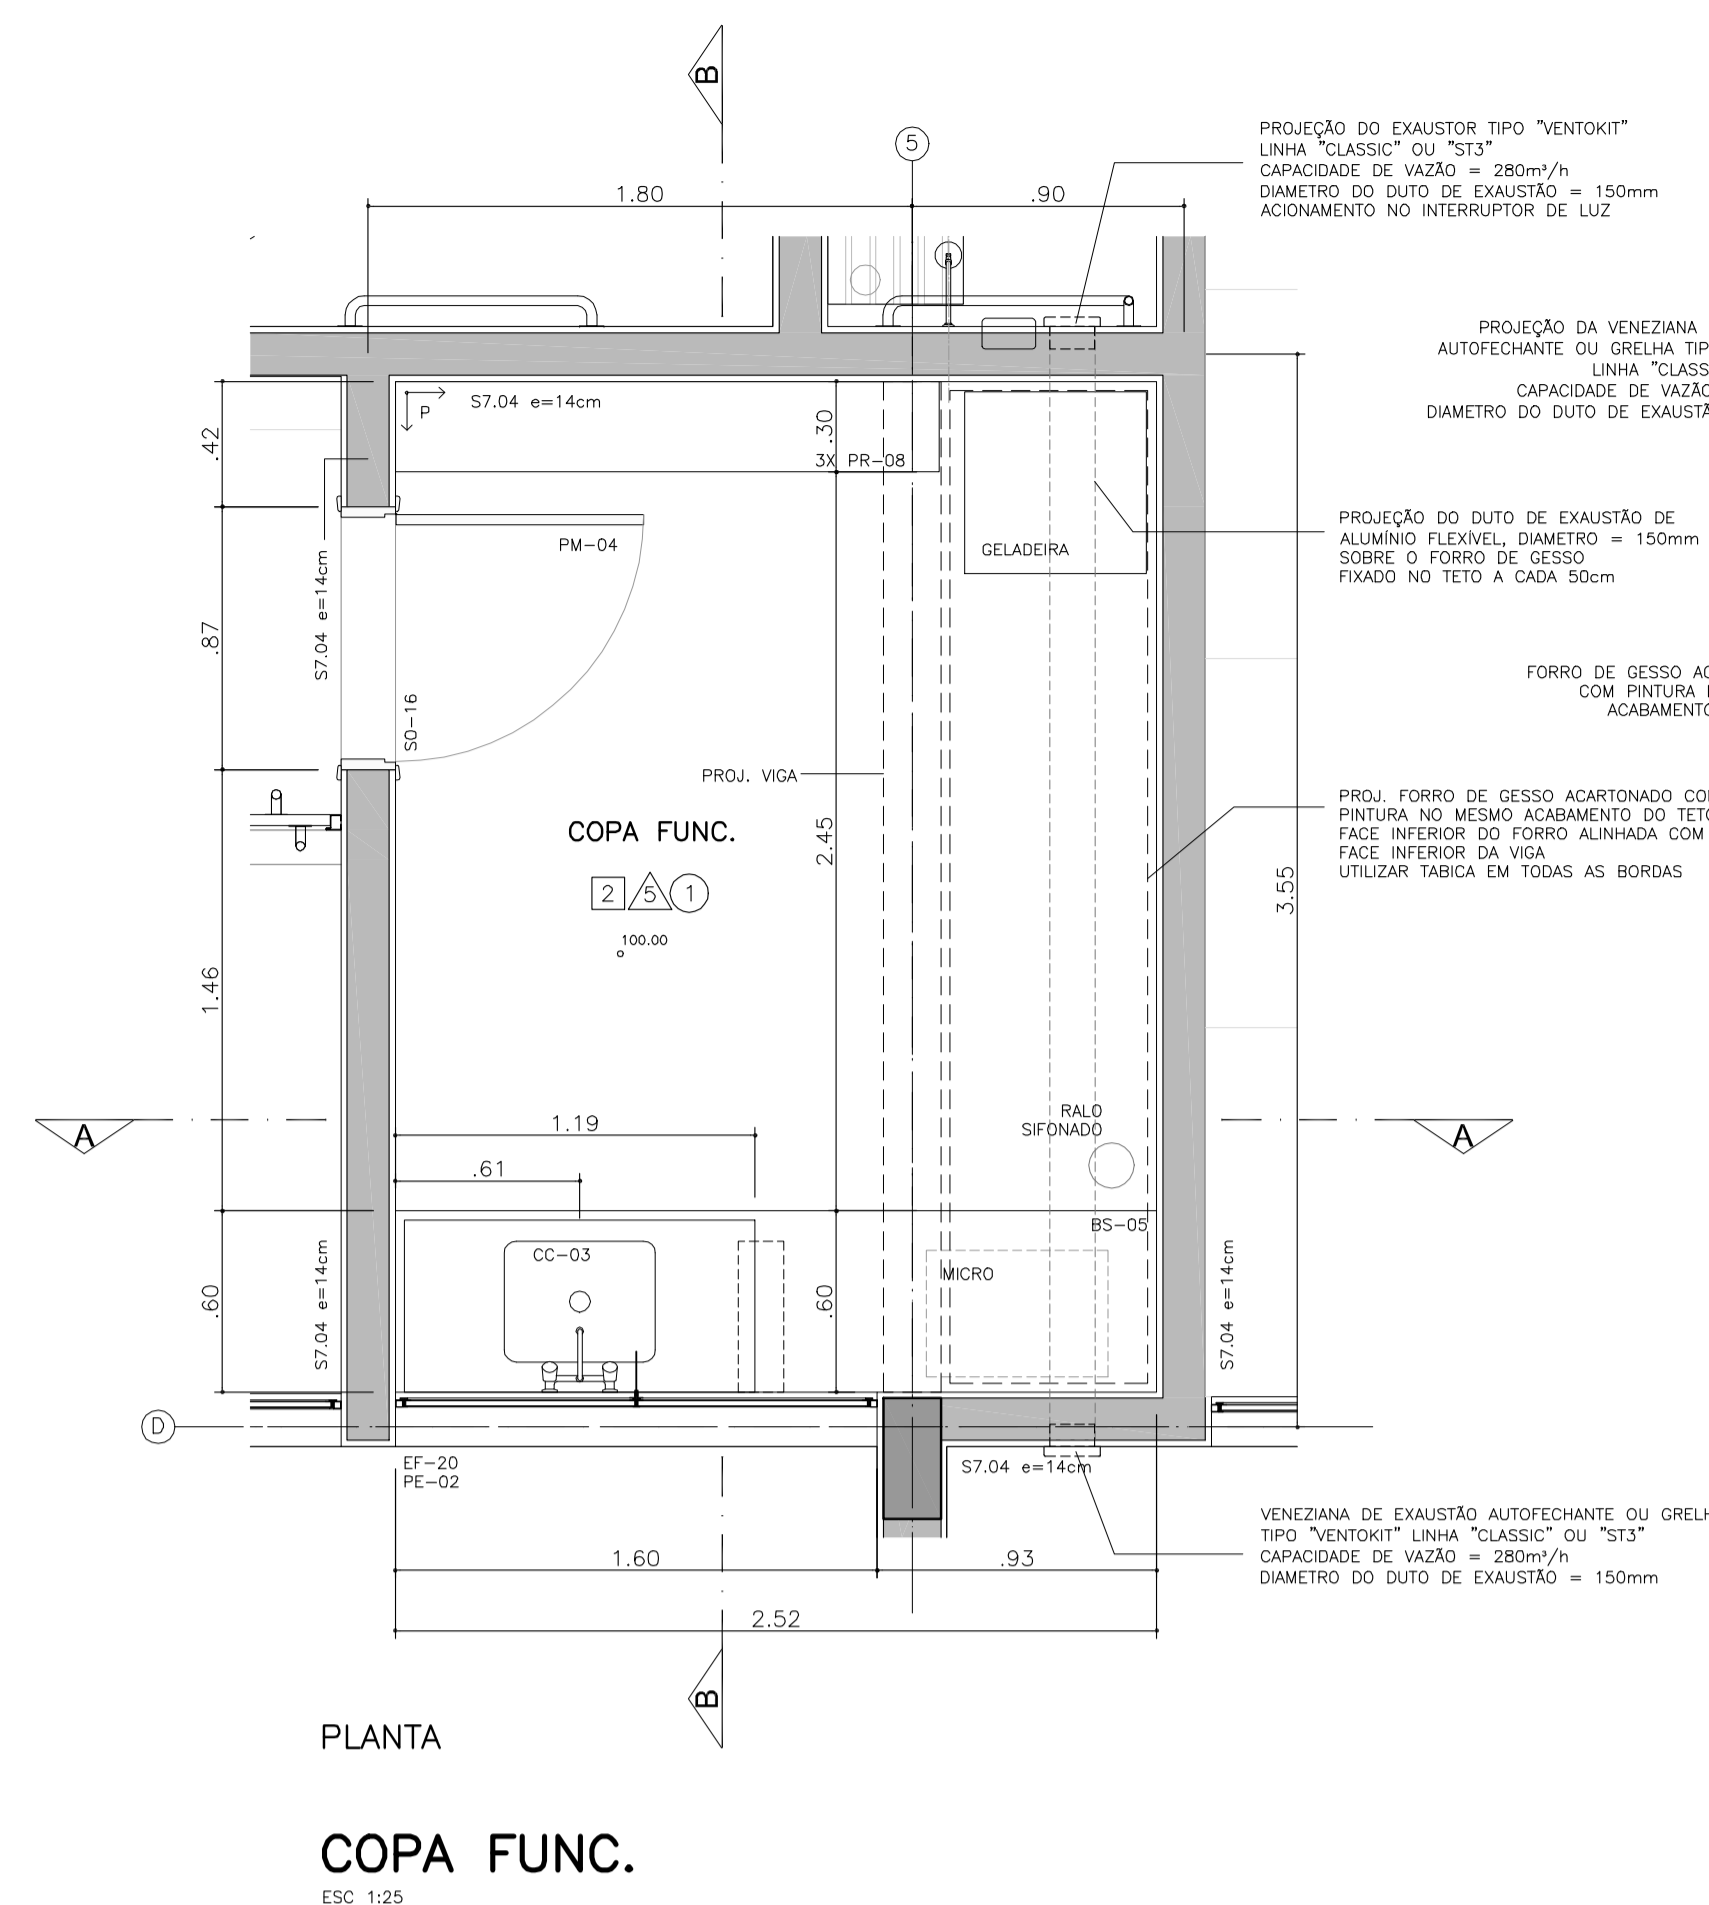 B
5
1.80
.90
PROJEÇÃO DO EXAUSTOR TIPO "VENTOKIT"
LINHA "CLASSIC" OU "ST3"
CAPACIDADE DE VAZÃO = 280m³/h
DIAMETRO DO DUTO DE EXAUSTÃO = 150mm
ACIONAMENTO NO INTERRUPTOR DE LUZ
PROJEÇÃO DA VENEZIANA
AUTOFECHANTE OU GRELHA
LINHA
CAPACIDADE DE
DIAMETRO DO DUTO DE
P
S7.04 e=14cm
.42
.30
3X PR-08
PM-04
GELADEIRA
PROJEÇÃO DO DUTO DE EXAUSTÃO DE
ALUMÍNIO FLEXÍVEL, DIAMETRO = 150mm
SOBRE O FORRO DE GESSO
FIXADO NO TETO A CADA 50cm
S7.04 e=14cm
.87
SO-16
FORRO DE GESSO
COM PINTURA
PROJ. VIGA
PROJ. FORRO DE GESSO ACARTONADO
PINTURA NO MESMO ACABAMENTO DO TETO
FACE INFERIOR DO FORRO ALINHADA COM
FACE INFERIOR DA VIGA
UTILIZAR TABICA EM TODAS AS BORDAS
COPA FUNC.
2 5 1
100.00
2.45
3.55
1.46
RALO
SIFONADO
A
A
1.19
.61
BS-05
CC-03
MICRO
.60
S7.04 e=14cm
.60
S7.04 e=14cm
D
EF-20
PE-02
S7.04 e=14cm
VENEZIANA DE EXAUSTÃO AUTOFECHANTE OU
TIPO "VENTOKIT" LINHA "CLASSIC" OU "ST3"
CAPACIDADE DE VAZÃO = 280m³/h
DIAMETRO DO DUTO DE EXAUSTÃO = 150mm
1.60
.93
2.52
B
PLANTA
COPA FUNC.
ESC 1:25